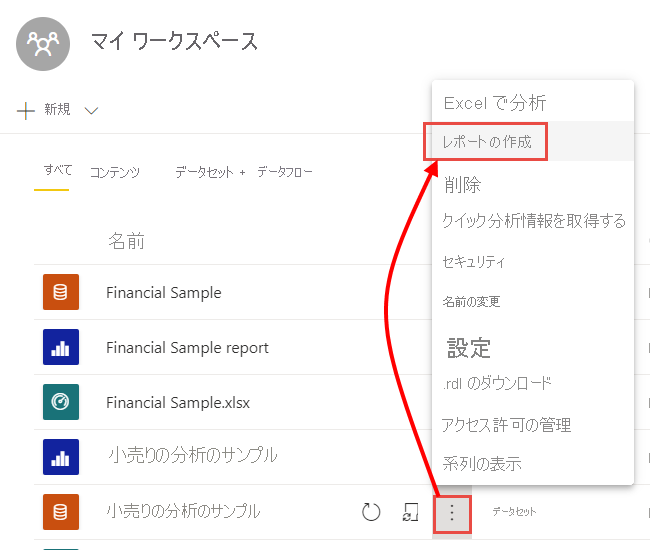 マイ ワークスペース
新規
すべて コンテンツ データセット + データフロー
名前
Financial Sample
Financial Sample report
Financial Sample.xlsx
小売りの分析のサンプル
小売りの分析のサンプル データセット
Excel で分析
レポートの作成
削除
クイック分析情報を取得する
セキュリティ
名前の変更
設定
.rdl のダウンロード
アクセス許可の管理
系列の表示